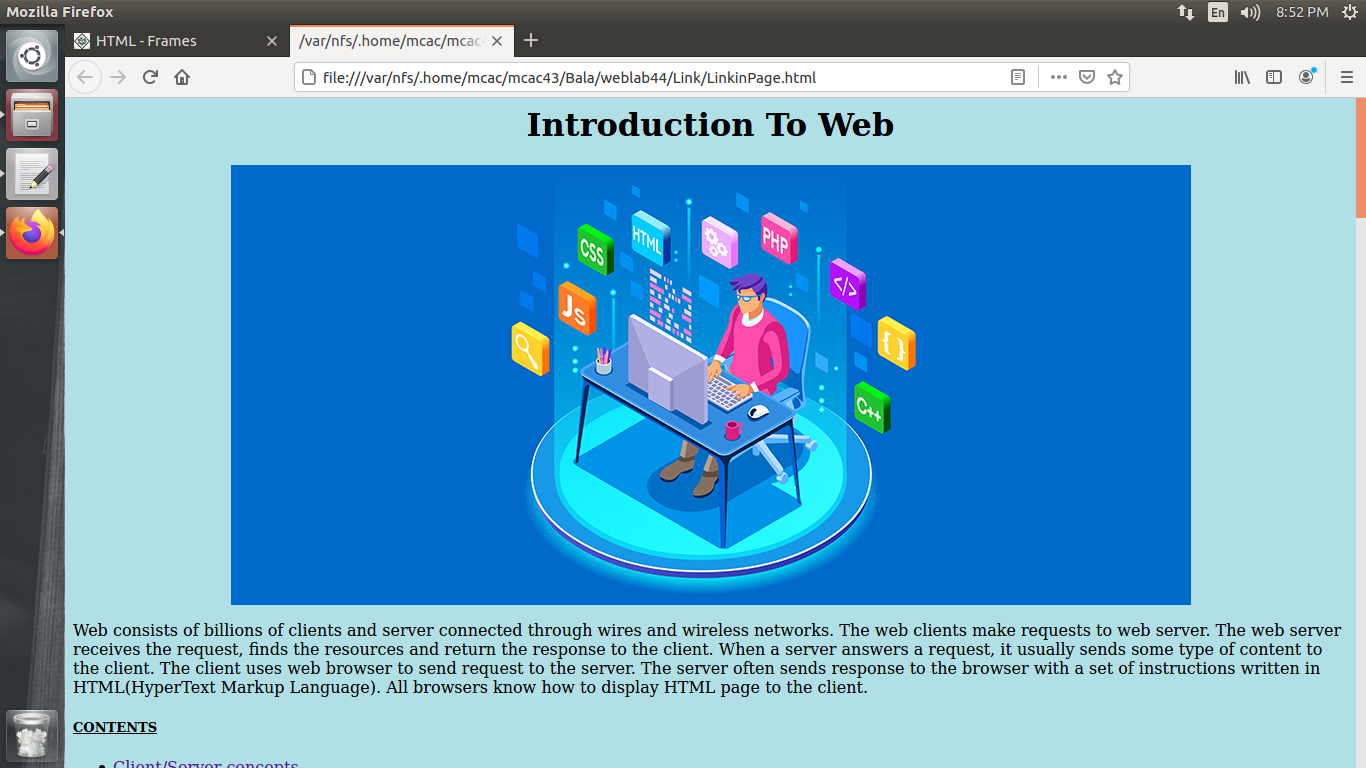 Mozilla Firefox
En
8:52 PM
HTML - Frames
/var/nfs/.home/mcac/mcac
file:///var/nfs/.home/mcac/mcac43/Bala/weblab44/Link/LinkinPage.html
Introduction To Web
CSS
HTML
PHP
</>
Js
{ }
C++
Web consists of billions of clients and server connected through wires and wireless networks. The web clients make requests to web server. The web server
receives the request, finds the resources and return the response to the client. When a server answers a request, it usually sends some type of content to
the client. The client uses web browser to send request to the server. The server often sends response to the browser with a set of instructions written in
HTML(HyperText Markup Language). All browsers know how to display HTML page to the client.
CONTENTS
Client/Server concepts